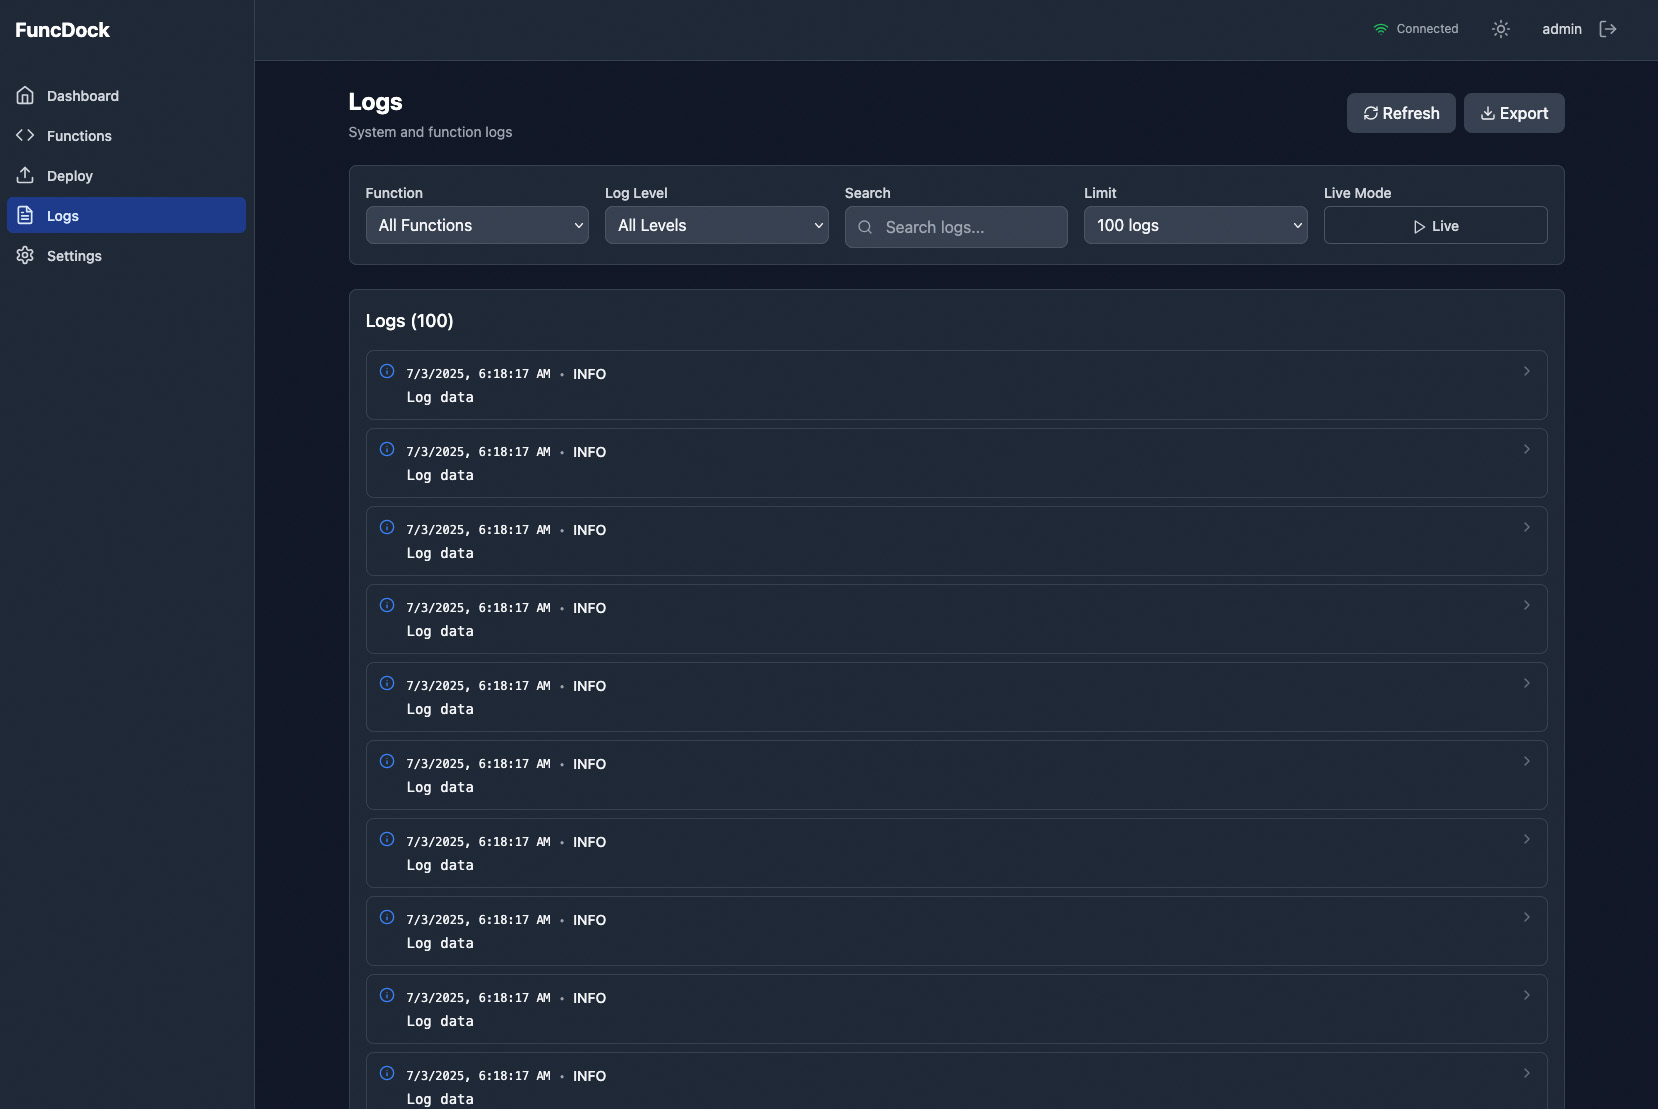 FuncDock
Connected
admin
Dashboard
Functions
Deploy
Logs
Settings
Logs
System and function logs
Refresh
Export
Function
Log Level
Search
Limit
Live Mode
All Functions
All Levels
Search logs...
100 logs
Live
Logs (100)
7/3/2025, 6:18:17 AM • INFO
Log data
7/3/2025, 6:18:17 AM • INFO
Log data
7/3/2025, 6:18:17 AM • INFO
Log data
7/3/2025, 6:18:17 AM • INFO
Log data
7/3/2025, 6:18:17 AM • INFO
Log data
7/3/2025, 6:18:17 AM • INFO
Log data
7/3/2025, 6:18:17 AM • INFO
Log data
7/3/2025, 6:18:17 AM • INFO
Log data
7/3/2025, 6:18:17 AM • INFO
Log data
7/3/2025, 6:18:17 AM • INFO
Log data